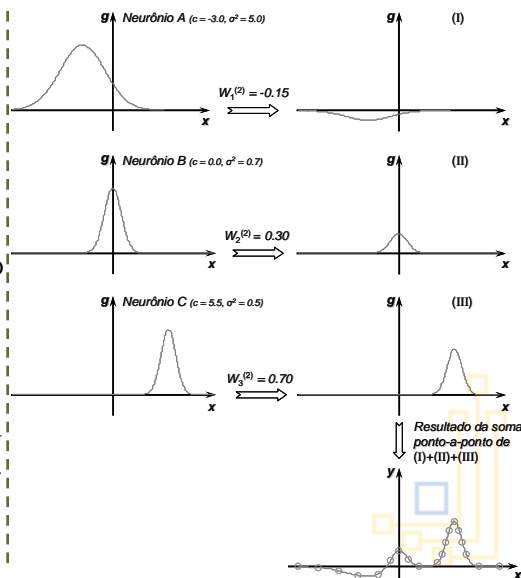 g Neurônio A (c = -3.0, σ² = 5.0)
x
W₁⁽²⁾ = -0.15
g (I)
x
g Neurônio B (c = 0.0, σ² = 0.7)
x
W₂⁽²⁾ = 0.30
g (II)
x
)
g Neurônio C (c = 5.5, σ² = 0.5)
x
W₃⁽²⁾ = 0.70
g (III)
x
Resultado da soma
ponto-a-ponto de
(I)+(II)+(III)
y
x